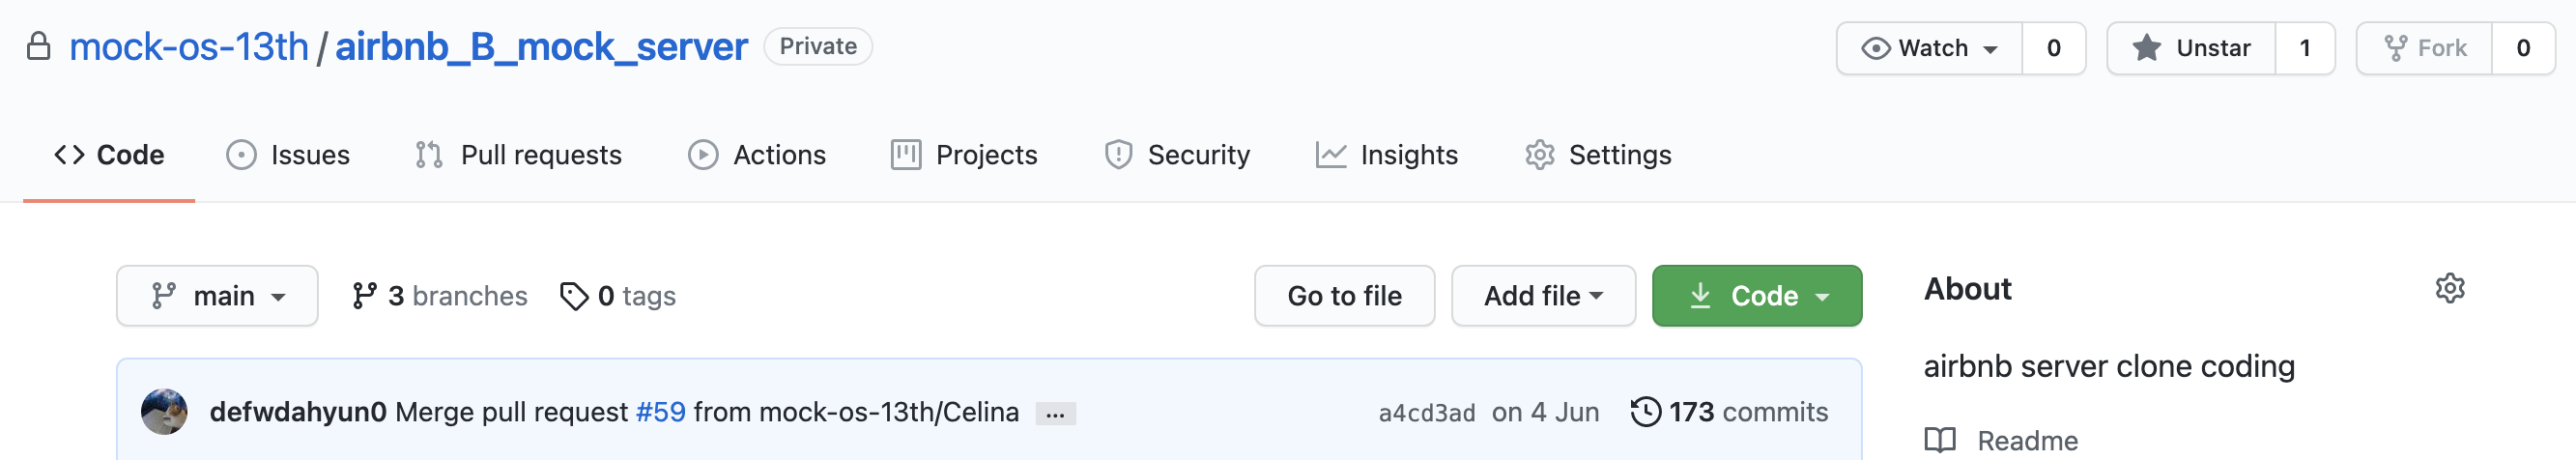 mock-os-13th / airbnb_B_mock_server Private Watch 0 Unstar 1 Fork 0
Code Issues Pull requests Actions Projects Security Insights Settings
main 3 branches 0 tags Go to file Add file Code
About
airbnb server clone coding
defwdahyun0 Merge pull request #59 from mock-os-13th/Celina ... a4cd3ad on 4 Jun 173 commits
Readme